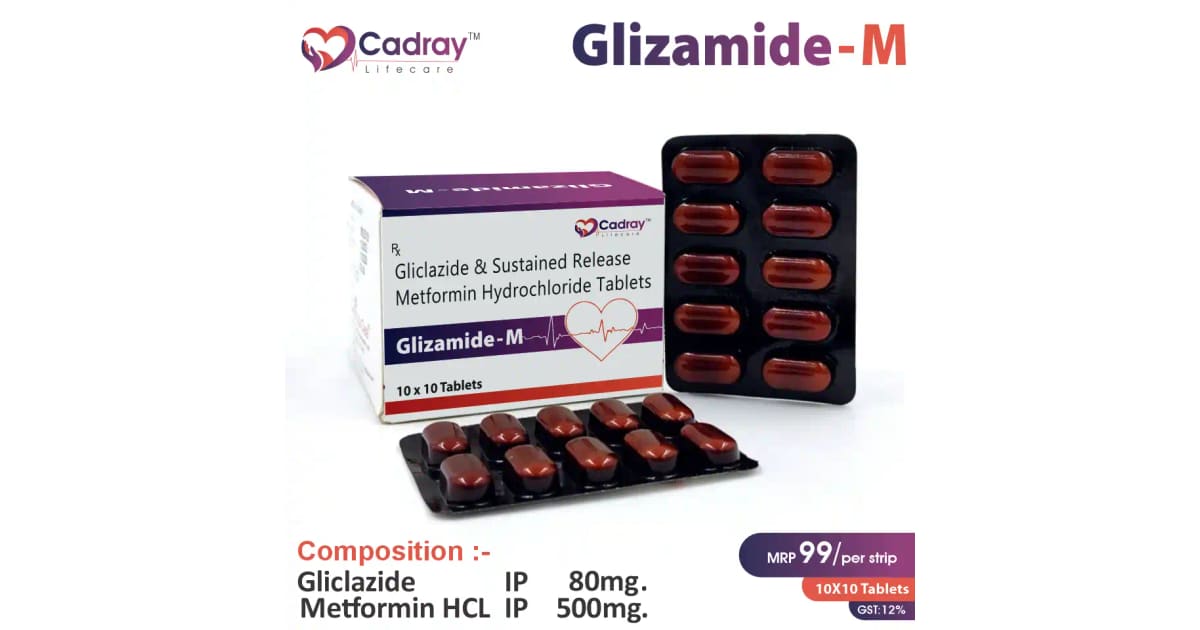 Cadray™
Lifecare
Glizamide-M
Glizamide-M
Cadray™
Lifecare
Rx
Gliclazide & Sustained Release
Metformin Hydrochloride Tablets
Glizamide-M
10 x 10 Tablets
Composition :-
Gliclazide IP 80mg.
Metformin HCL IP 500mg.
MRP 99/per strip
10X10 Tablets
GST:12%